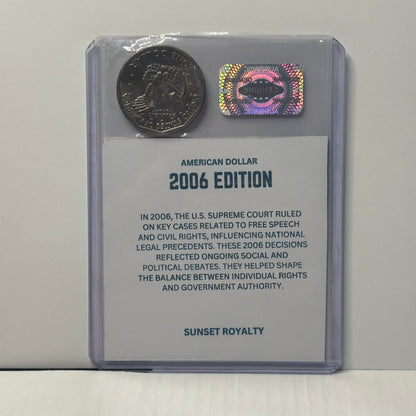 GENUINE
AMERICAN DOLLAR
2006 EDITION
IN 2006, THE U.S. SUPREME COURT RULED
ON KEY CASES RELATED TO FREE SPEECH
AND CIVIL RIGHTS, INFLUENCING NATIONAL
LEGAL PRECEDENTS. THESE 2006 DECISIONS
REFLECTED ONGOING SOCIAL AND
POLITICAL DEBATES. THEY HELPED SHAPE
THE BALANCE BETWEEN INDIVIDUAL RIGHTS
AND GOVERNMENT AUTHORITY.
SUNSET ROYALTY